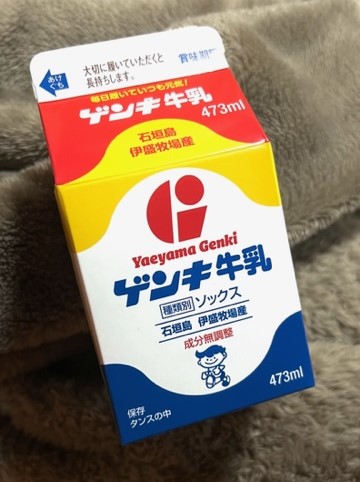 あけぐち
大切に履いていただくと
長持ちします。
賞味期限
毎日履いていつも元気!
ゲンキ牛乳
473ml
石垣島
伊盛牧場産
Yaeyama Genki
ゲンキ牛乳
種類別 ソックス
石垣島 伊盛牧場産
成分無調整
473ml
保存
タンスの中